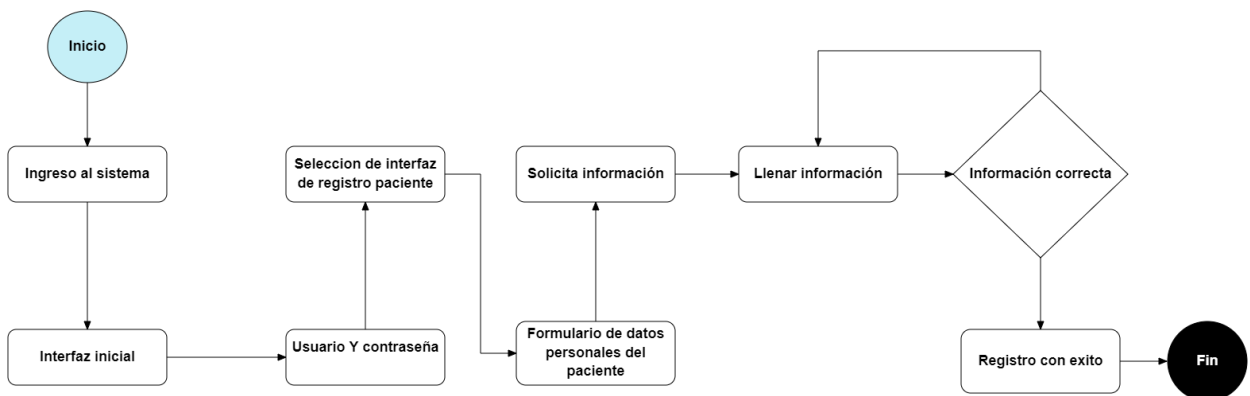 Inicio
Ingreso al sistema
Interfaz inicial
Usuario Y contraseña
Seleccion de interfaz
de registro paciente
Formulario de datos
personales del
paciente
Solicita información
Llenar información
Información correcta
Registro con exito
Fin